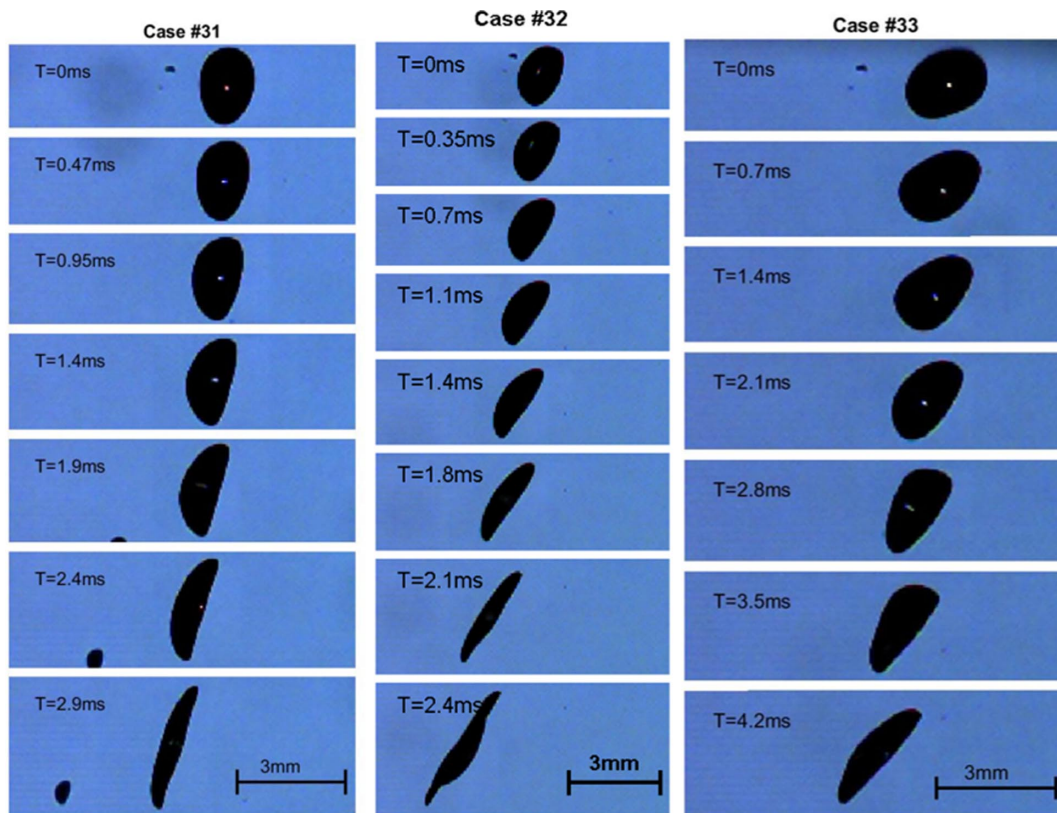 Case #31
T=0ms
T=0.47ms
T=0.95ms
T=1.4ms
T=1.9ms
T=2.4ms
T=2.9ms
3mm
Case #32
T=0ms
T=0.35ms
T=0.7ms
T=1.1ms
T=1.4ms
T=1.8ms
T=2.1ms
T=2.4ms
3mm
Case #33
T=0ms
T=0.7ms
T=1.4ms
T=2.1ms
T=2.8ms
T=3.5ms
T=4.2ms
3mm